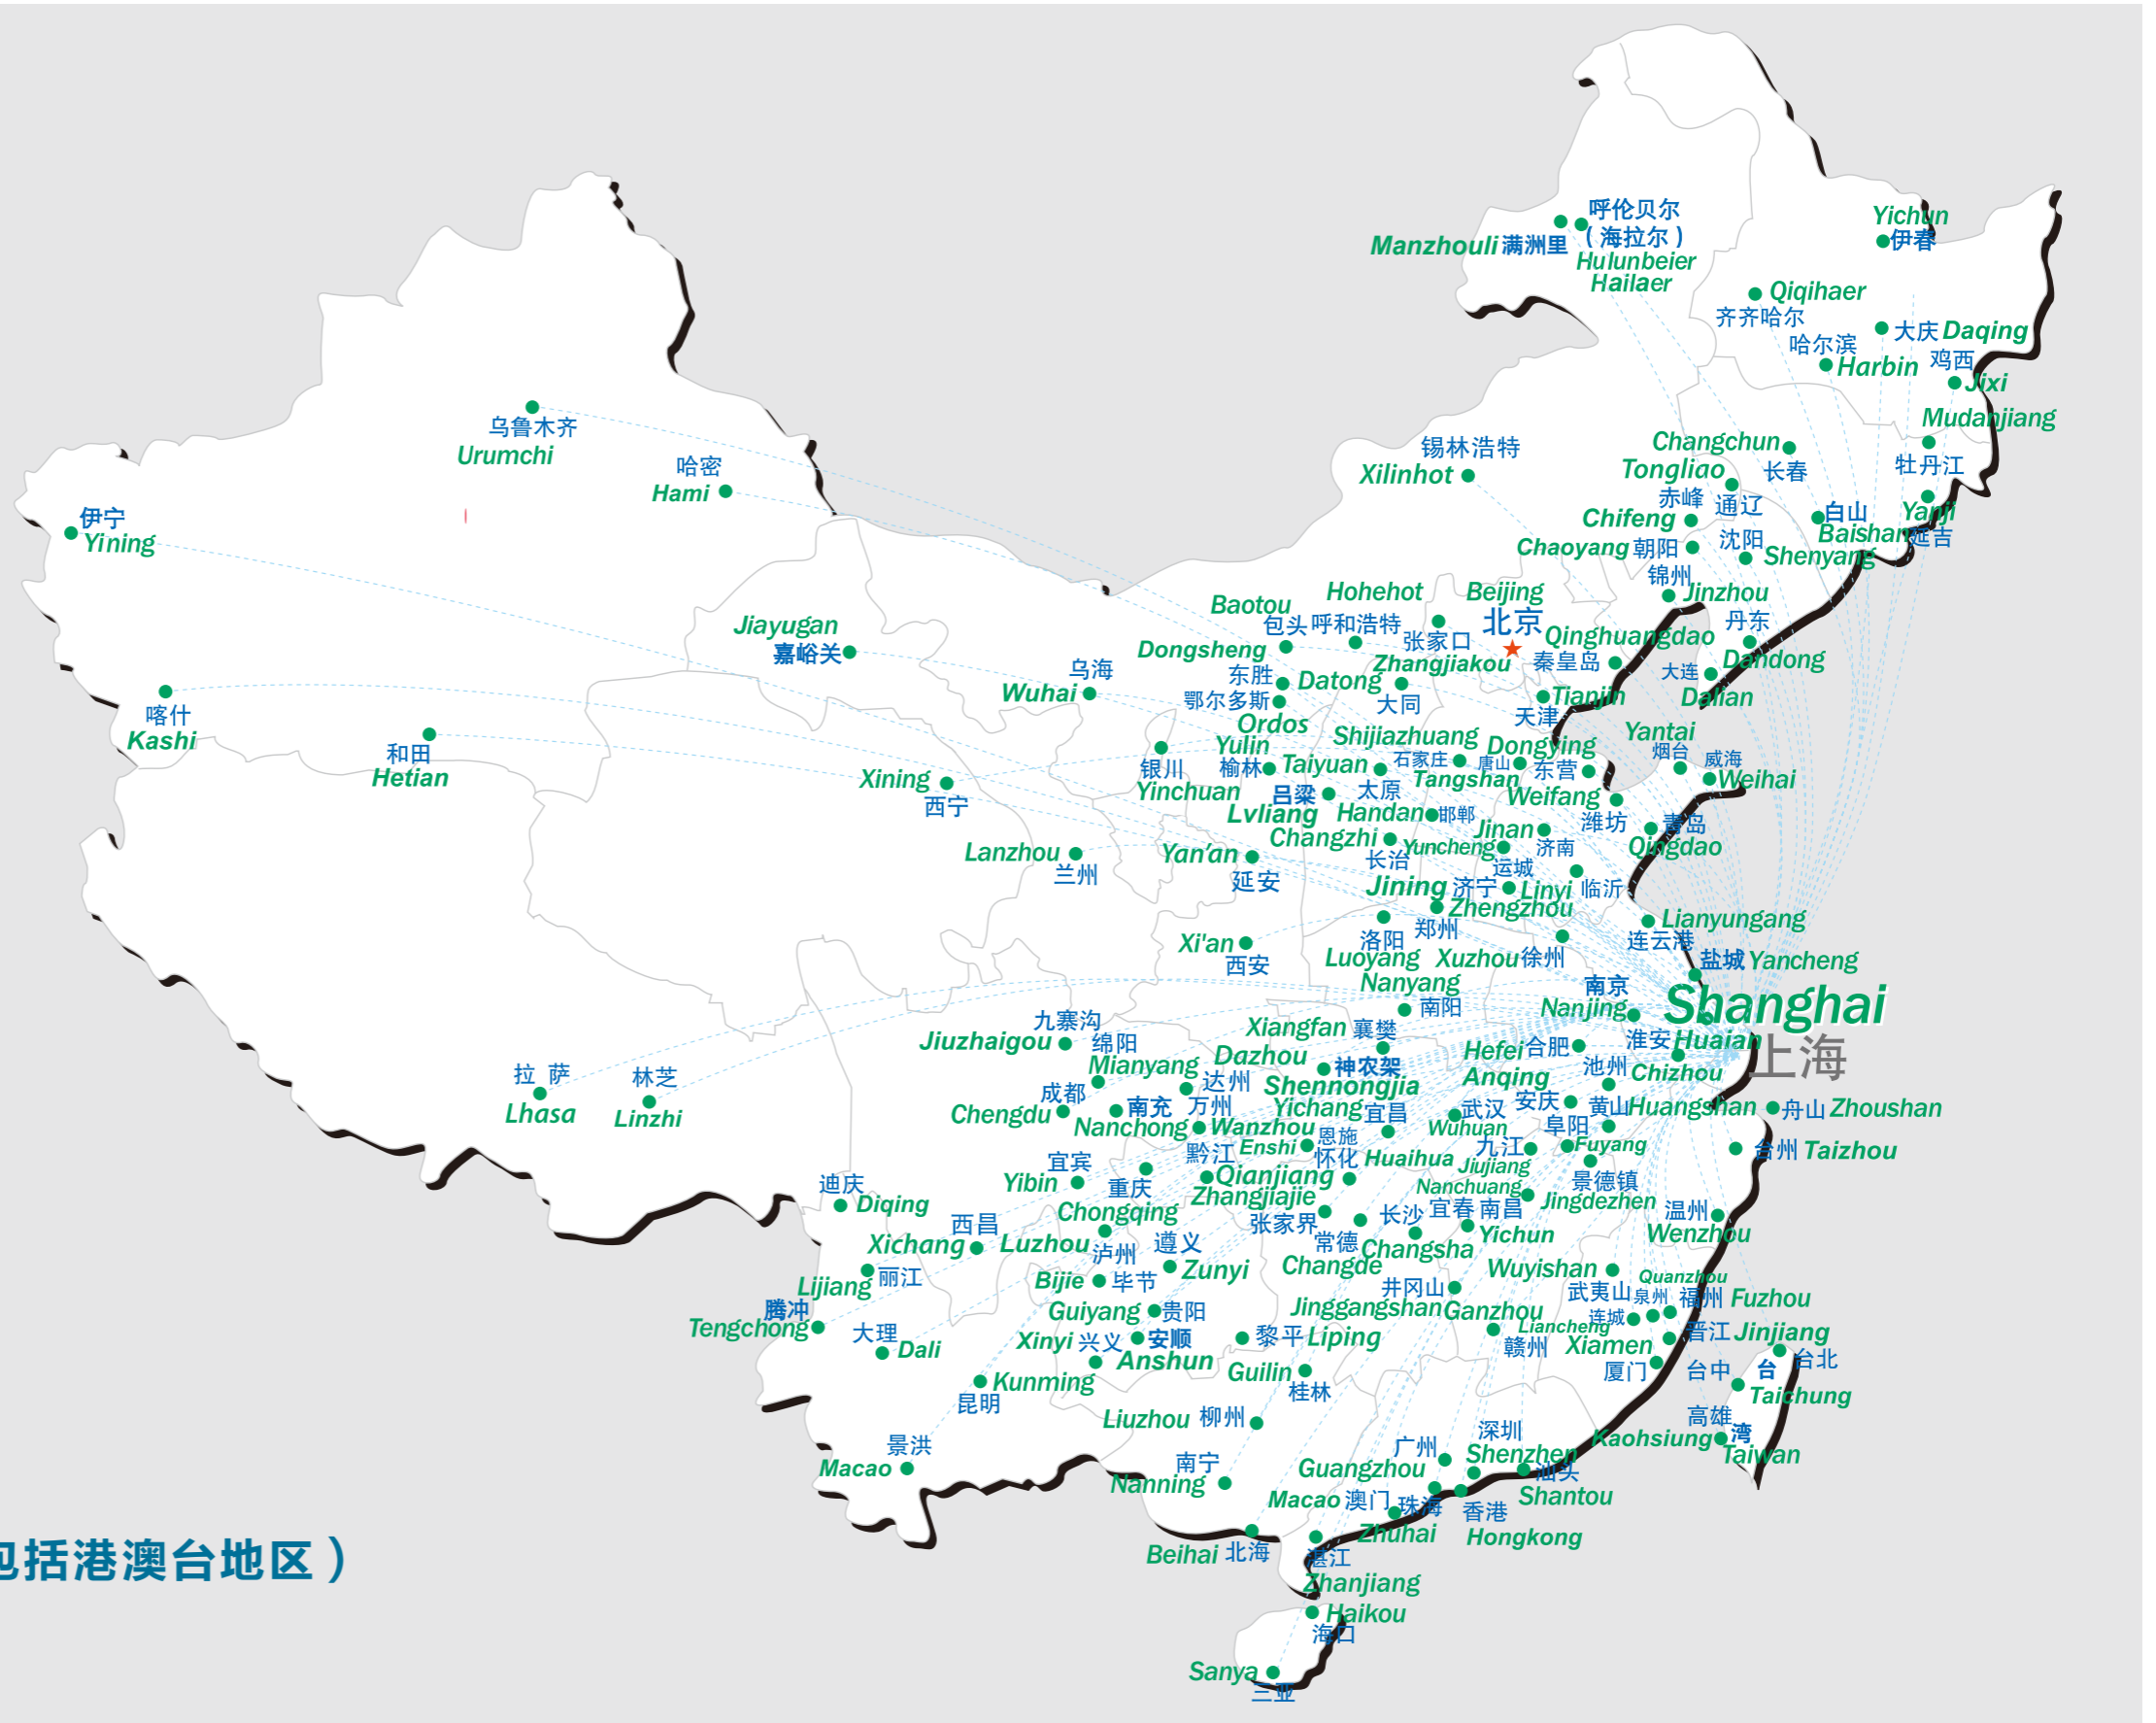 呼伦贝尔
(海拉尔)
Manzhouli 满洲里
Hulunbeier
Hailaer
Yichun
伊春
Qiqihaer
齐齐哈尔
大庆 Daqing
哈尔滨
Harbin
鸡西
Jixi
Mudanjiang
牡丹江
乌鲁木齐
Urumchi
哈密
Hami
伊宁
Yining
锡林浩特
Xilinhot
Changchun
长春
Tongliao
通辽
赤峰
Chifeng
白山
Baishan
Yanji
延吉
Chaoyang 朝阳
沈阳
Shenyang
锦州
Jinzhou
丹东
Dandong
大连
Dalian
Jiayugan
嘉峪关
乌海
Wuhai
Baotou
包头
Hohehot
呼和浩特
Beijing
北京
张家口
Zhangjiakou
Qinghuangdao
秦皇岛
Dongsheng
东胜
Datong
大同
鄂尔多斯
Ordos
Tianjin
天津
喀什
Kashi
和田
Hetian
Xining
西宁
银川
Yinchuan
Yulin
榆林
Shijiazhuang
石家庄
Taiyuan
太原
Dongying
东营
唐山
Tangshan
Yantai
烟台
威海
Weihai
吕梁
Lvliang
Weifang
潍坊
Handan 邯郸
Changzhi
长治
Yuncheng
运城
Jinan
济南
青岛
Qingdao
Lanzhou
兰州
Yan'an
延安
Jining 济宁
Linyi 临沂
Zhengzhou
郑州
洛阳
Luoyang
Lianyungang
连云港
Xi'an
西安
Xuzhou 徐州
盐城 Yancheng
Nanyang
南阳
南京
Nanjing
Shanghai
上海
九寨沟
Jiuzhaigou
绵阳
Mianyang
Xiangfan 襄樊
Dazhou
达州
神农架
Shennongjia
Hefei 合肥
淮安 Huaian
Anqing
安庆
池州
Chizhou
拉 萨
Lhasa
林芝
Linzhi
成都
Chengdu
南充
Nanchong
万州
Wanzhou
Yichang 宜昌
武汉
Wuhuan
黄山 Huangshan
舟山 Zhoushan
Enshi 恩施
阜阳
Fuyang
台州 Taizhou
黔江
Qianjiang
怀化 Huaihua
九江
Jiujiang
景德镇
Jingdezhen
宜宾
Yibin
重庆
Chongqing
迪庆
Diqing
Zhangjiajie
张家界
Nanchuang
南昌
宜春
Yichun
长沙
Changsha
常德
Changde
温州
Wenzhou
西昌
Xichang
Luzhou
泸州
遵义
Zunyi
Lijiang 丽江
Bijie 毕节
井冈山
Jinggangshan
Wuyishan
武夷山
Quanzhou
泉州
福州 Fuzhou
腾冲
Tengchong
大理
Dali
Guiyang 贵阳
Xinyi 兴义
安顺
Anshun
黎平 Liping
Ganzhou
赣州
连城
Liancheng
晋江 Jinjiang
Xiamen
厦门
Kunming
昆明
Guilin
桂林
台中
台
台北
Taichung
Liuzhou 柳州
高雄
Kaohsiung
湾
Taiwan
景洪
Macao
南宁
Nanning
广州
Guangzhou
深圳
Shenzhen
汕头
Shantou
Macao 澳门
珠海
Zhuhai
香港
Hongkong
Beihai 北海
湛江
Zhanjiang
包括港澳台地区)
Haikou
海口
Sanya
三亚